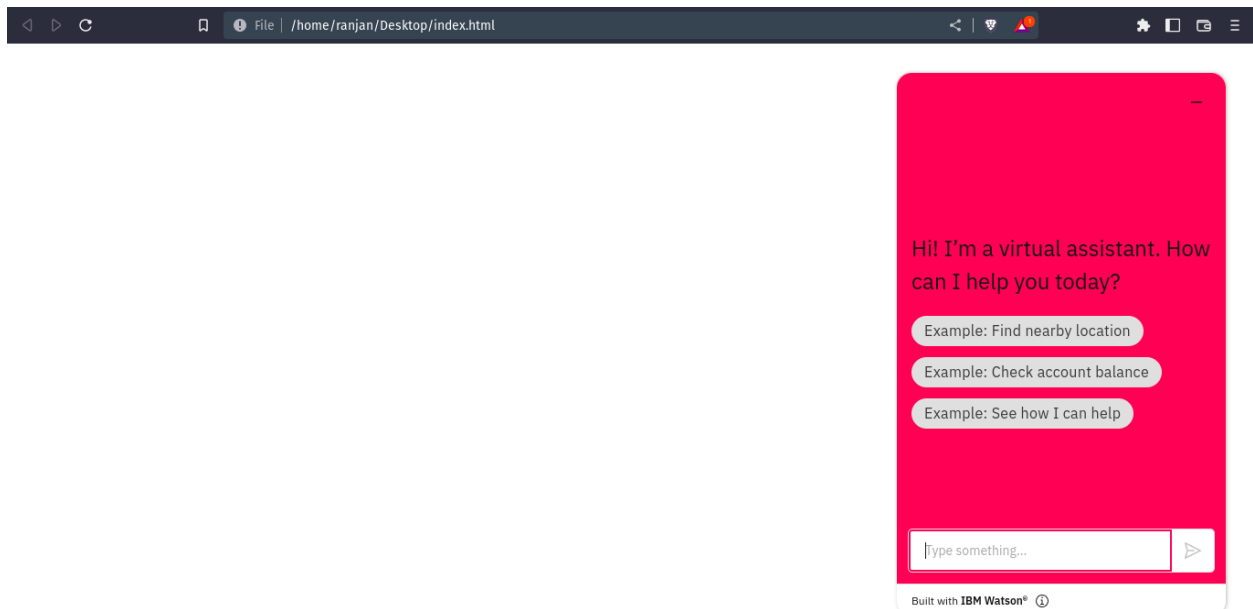 File /home/ranjan/Desktop/index.html
Hi! I’m a virtual assistant. How
can I help you today?
Example: Find nearby location
Example: Check account balance
Example: See how I can help
Type something...
Built with IBM Watson®